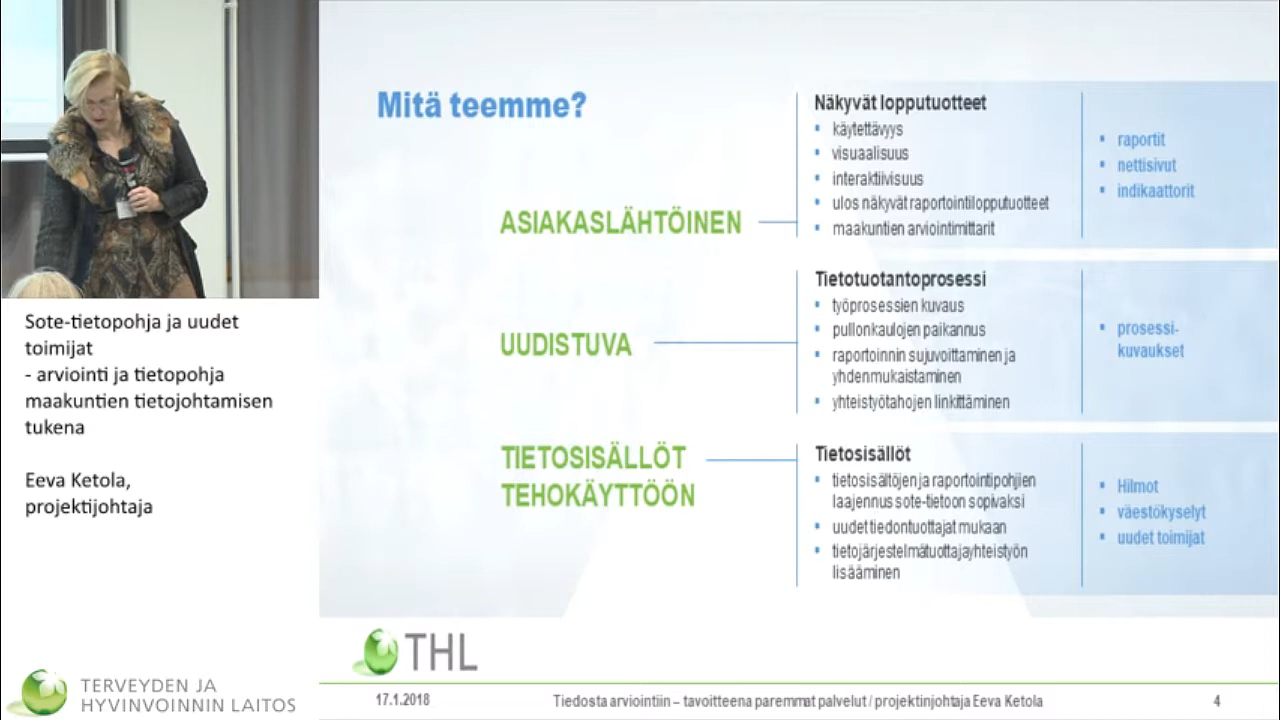 Sote-tietopohja ja uudet
toimijat
- arviointi ja tietopohja
maakuntien tietojohtamisen
tukena
Eeva Ketola,
projektijohtaja
TERVEYDEN JA
HYVINVOINNIN LAITOS
Mitä teemme?
ASIAKASLÄHTÖINEN
Näkyvät lopputuotteet
▪ käytettävyys
▪ visuaalisuus
▪ interaktiivisuus
▪ ulos näkyvät raportointilopputuotteet
▪ maakuntien arviointimittarit
▪ raportit
▪ nettisivut
▪ indikaattorit
UUDISTUVA
Tietotuotantoprosessi
▪ työprosessien kuvaus
▪ pullonkaulojen paikannus
▪ raportoinnin sujuvoittaminen ja
yhdenmukaistaminen
▪ yhteistyötahojen linkittäminen
▪ prosessi-
kuvaukset
TIETOSISÄLLÖT
TEHOKÄYTTÖÖN
Tietosisällöt
▪ tietosisältöjen ja raportointipohjien
laajennus sote-tietoon sopivaksi
▪ uudet tiedontuottajat mukaan
▪ tietojärjestelmätuottajayhteistyön
lisääminen
▪ Hilmot
▪ väestökyselyt
▪ uudet toimijat
THL
17.1.2018
Tiedosta arviointiin – tavoitteena paremmat palvelut / projektinjohtaja Eeva Ketola
4